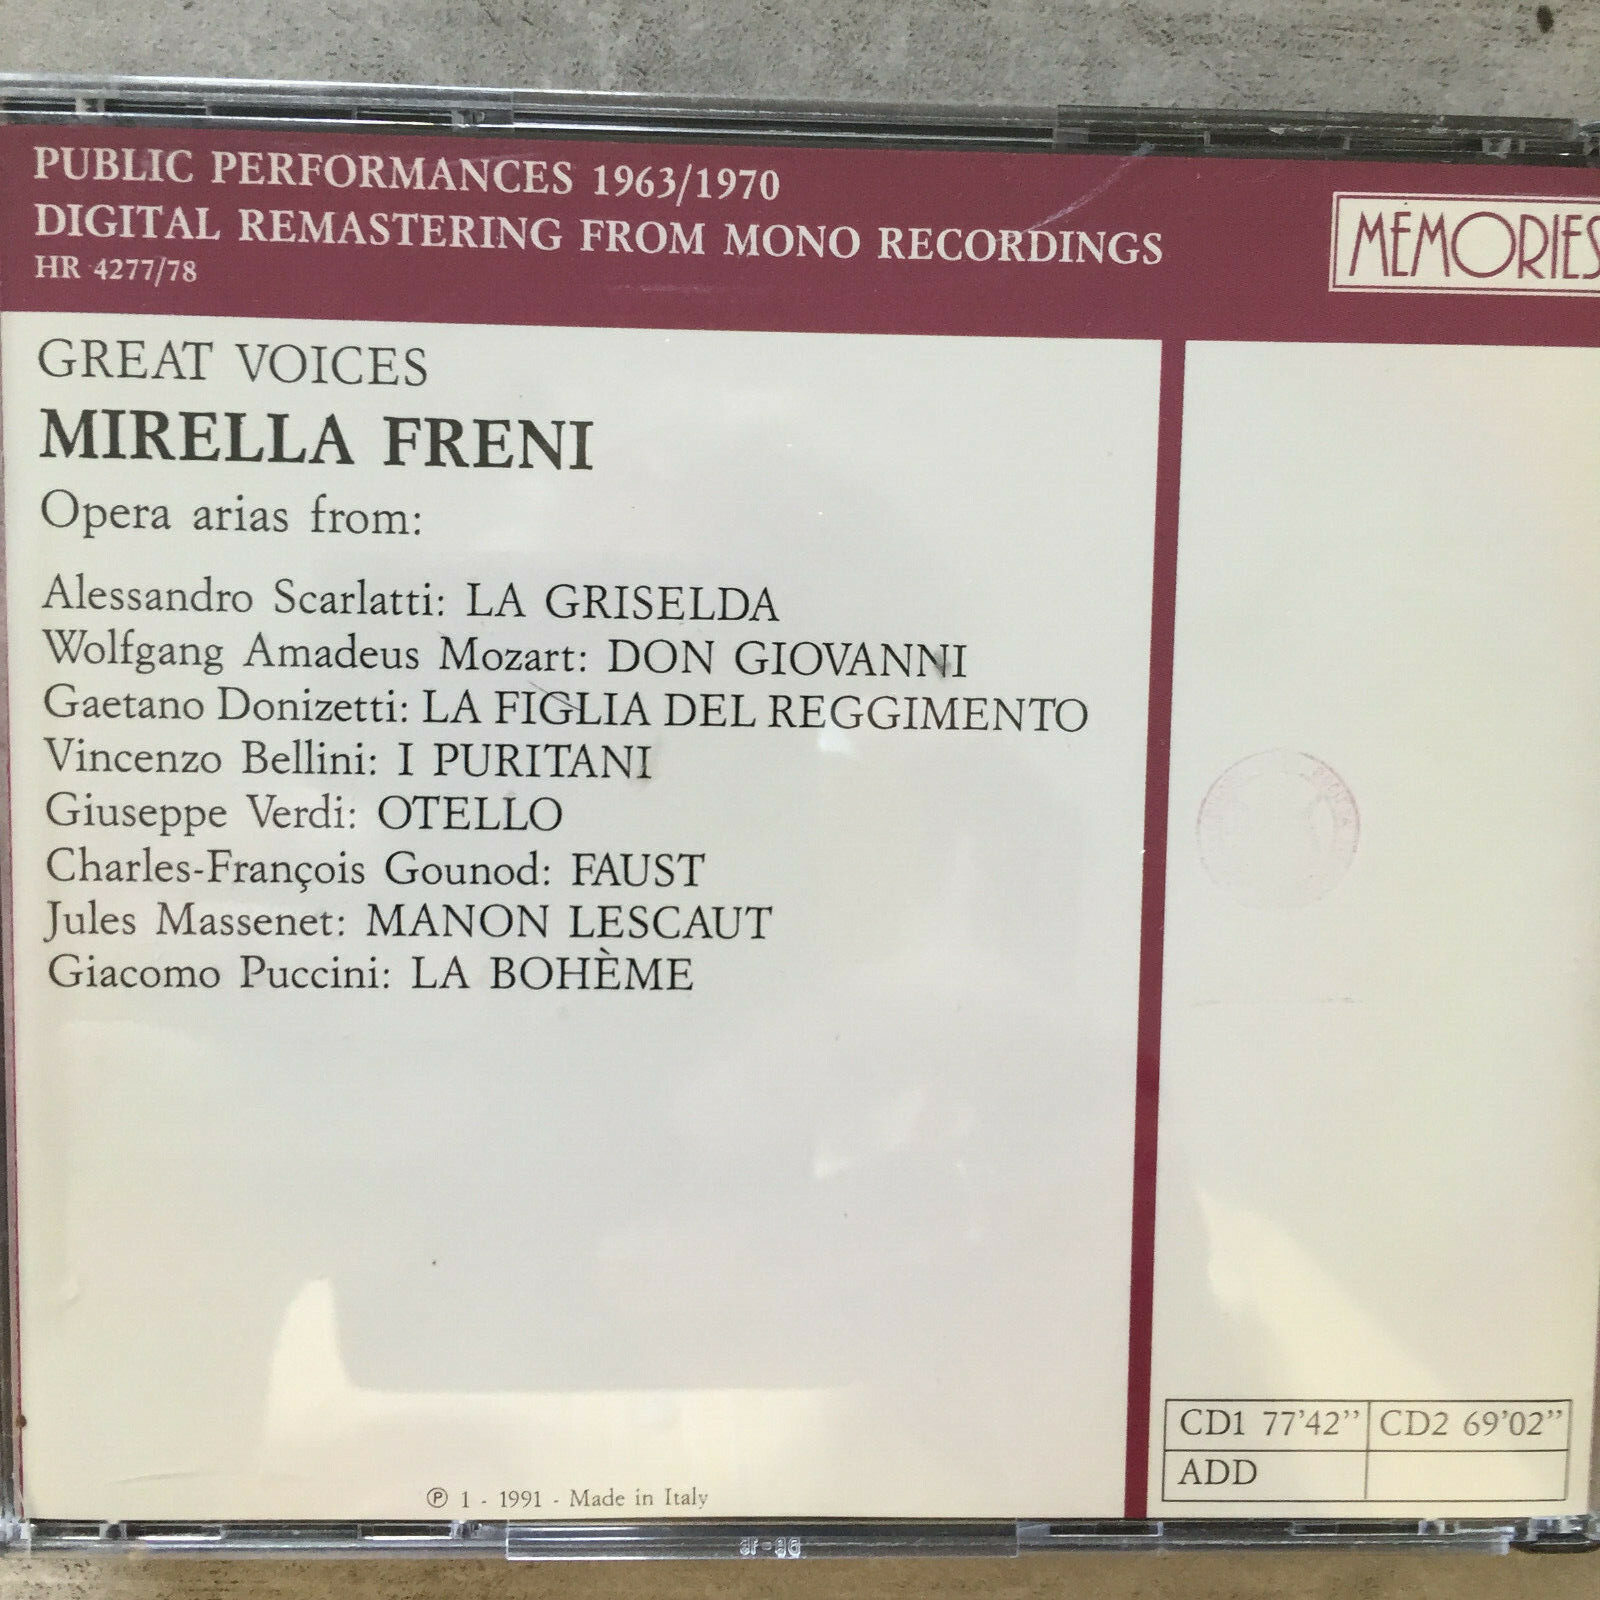 PUBLIC PERFORMANCES 1963/1970
DIGITAL REMASTERING FROM MONO RECORDINGS
HR 4277/78
MEMORIES
GREAT VOICES
MIRELLA FRENI
Opera arias from:
Alessandro Scarlatti: LA GRISELDA
Wolfgang Amadeus Mozart: DON GIOVANNI
Gaetano Donizetti: LA FIGLIA DEL REGGIMENTO
Vincenzo Bellini: I PURITANI
Giuseppe Verdi: OTELLO
Charles-François Gounod: FAUST
Jules Massenet: MANON LESCAUT
Giacomo Puccini: LA BOHÈME
CD1 77'42" CD2 69'02"
ADD
℗ 1 - 1991 - Made in Italy